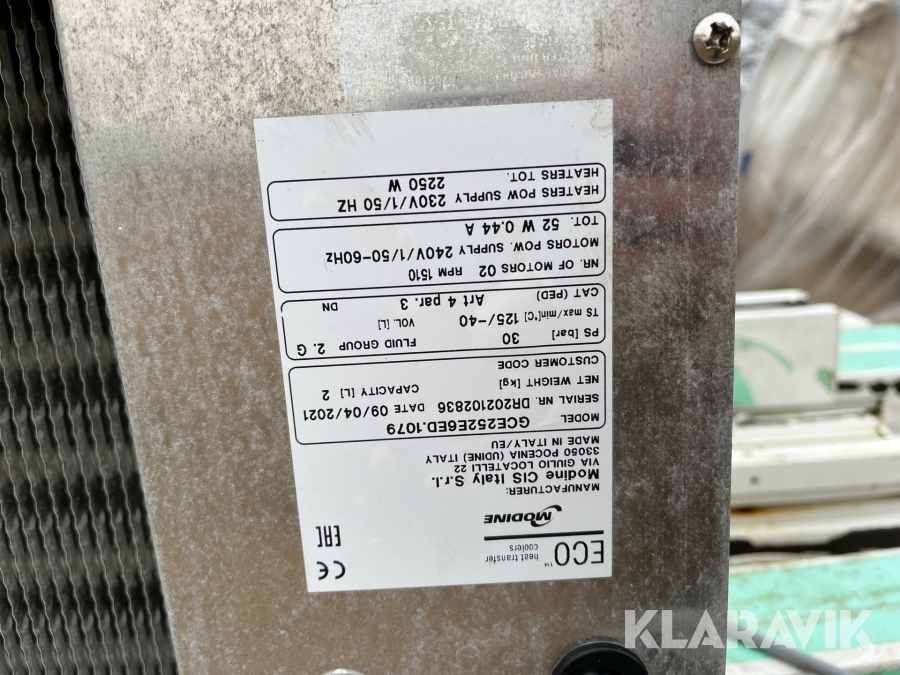 ECO™ heat transfer
coolers
CE
MODINE
EAC
MANUFACTURER:
Modine CIS Italy S.r.l.
VIA GIULIO LOCATELLI 22
33050 POCENIA (UDINE) ITALY
MADE IN ITALY/EU
MODEL GCE252E6ED.1079
SERIAL NR. DR202102836 DATE 09/04/2021
NET WEIGHT [kg] CAPACITY [L] 2
CUSTOMER CODE
PS [bar] 30 FLUID GROUP 2. G
TS max/min[°C] 125/-40 VOL [L]
CAT (PED) Art 4 par. 3 DN
NR. OF MOTORS 02 RPM 1510
MOTORS POW. SUPPLY 240V/1/50-60Hz
TOT. 52 W 0.44 A
HEATERS POW SUPPLY 230V/1/50 HZ
HEATERS TOT. 2250 W
KLARAVIK